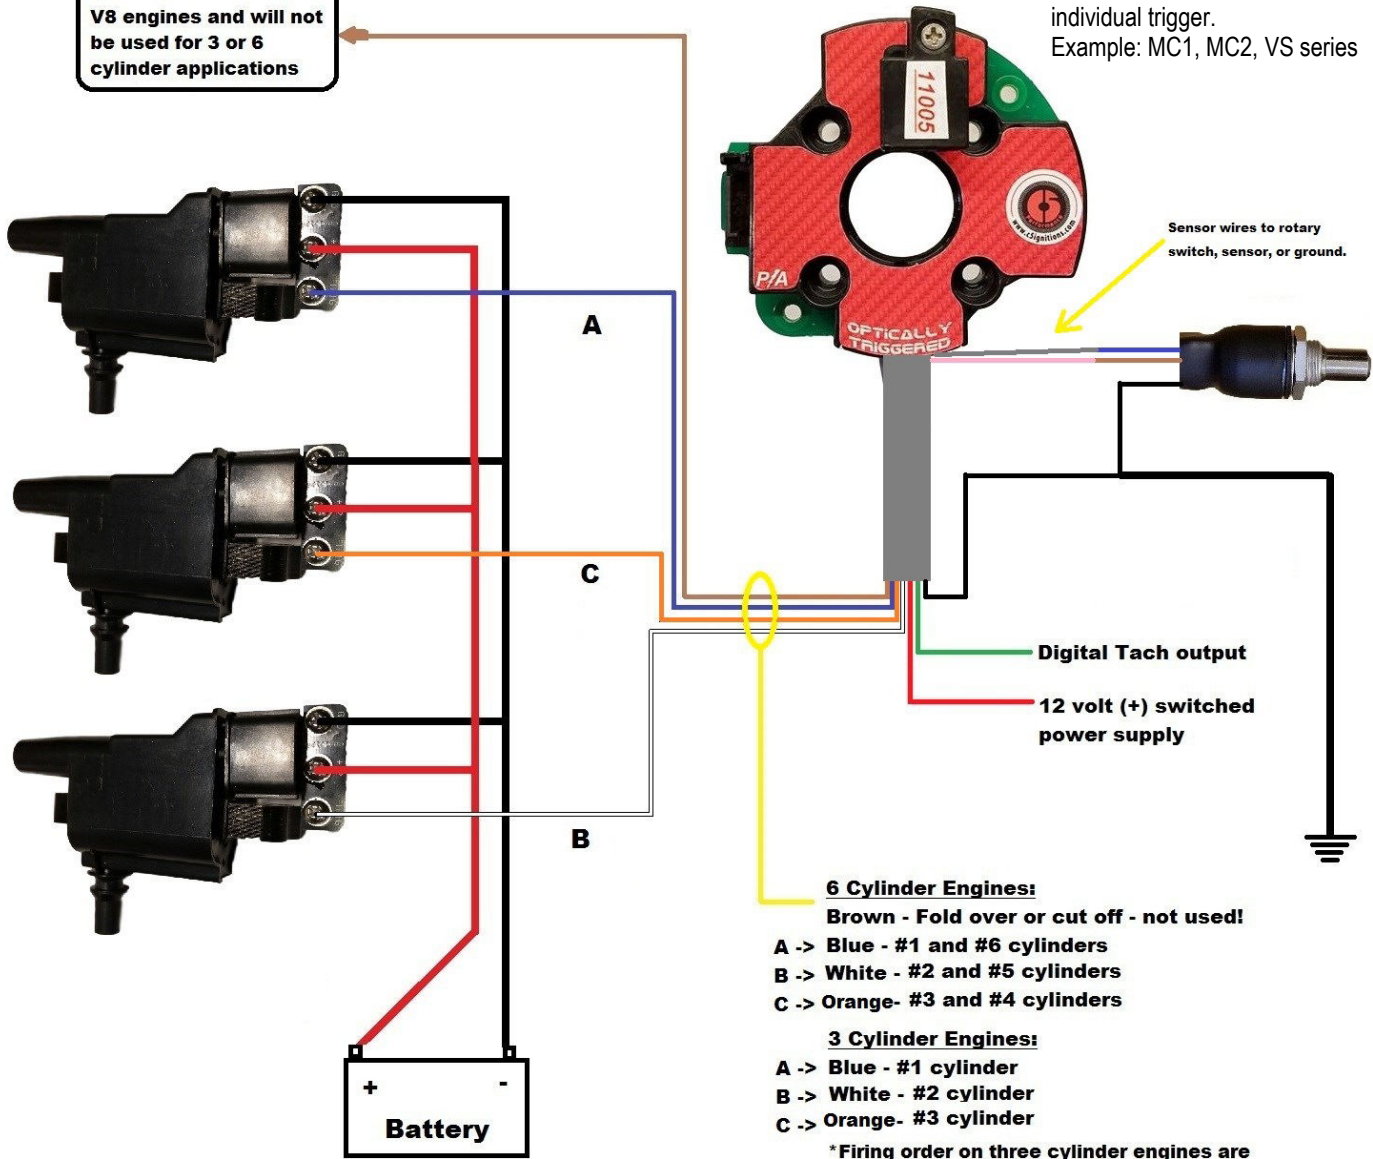 V8 engines and will not
be used for 3 or 6
cylinder applications
individual trigger.
Example: MC1, MC2, VS series
11005
www.c5ignitions.com
P/A
OPTICALLY
TRIGGERED
Sensor wires to rotary
switch, sensor, or ground.
A
C
B
Digital Tach output
12 volt (+) switched
power supply
6 Cylinder Engines:
Brown - Fold over or cut off - not used!
A -> Blue - #1 and #6 cylinders
B -> White - #2 and #5 cylinders
C -> Orange- #3 and #4 cylinders
3 Cylinder Engines:
A -> Blue - #1 cylinder
B -> White - #2 cylinder
C -> Orange- #3 cylinder
*Firing order on three cylinder engines are
+ -
Battery